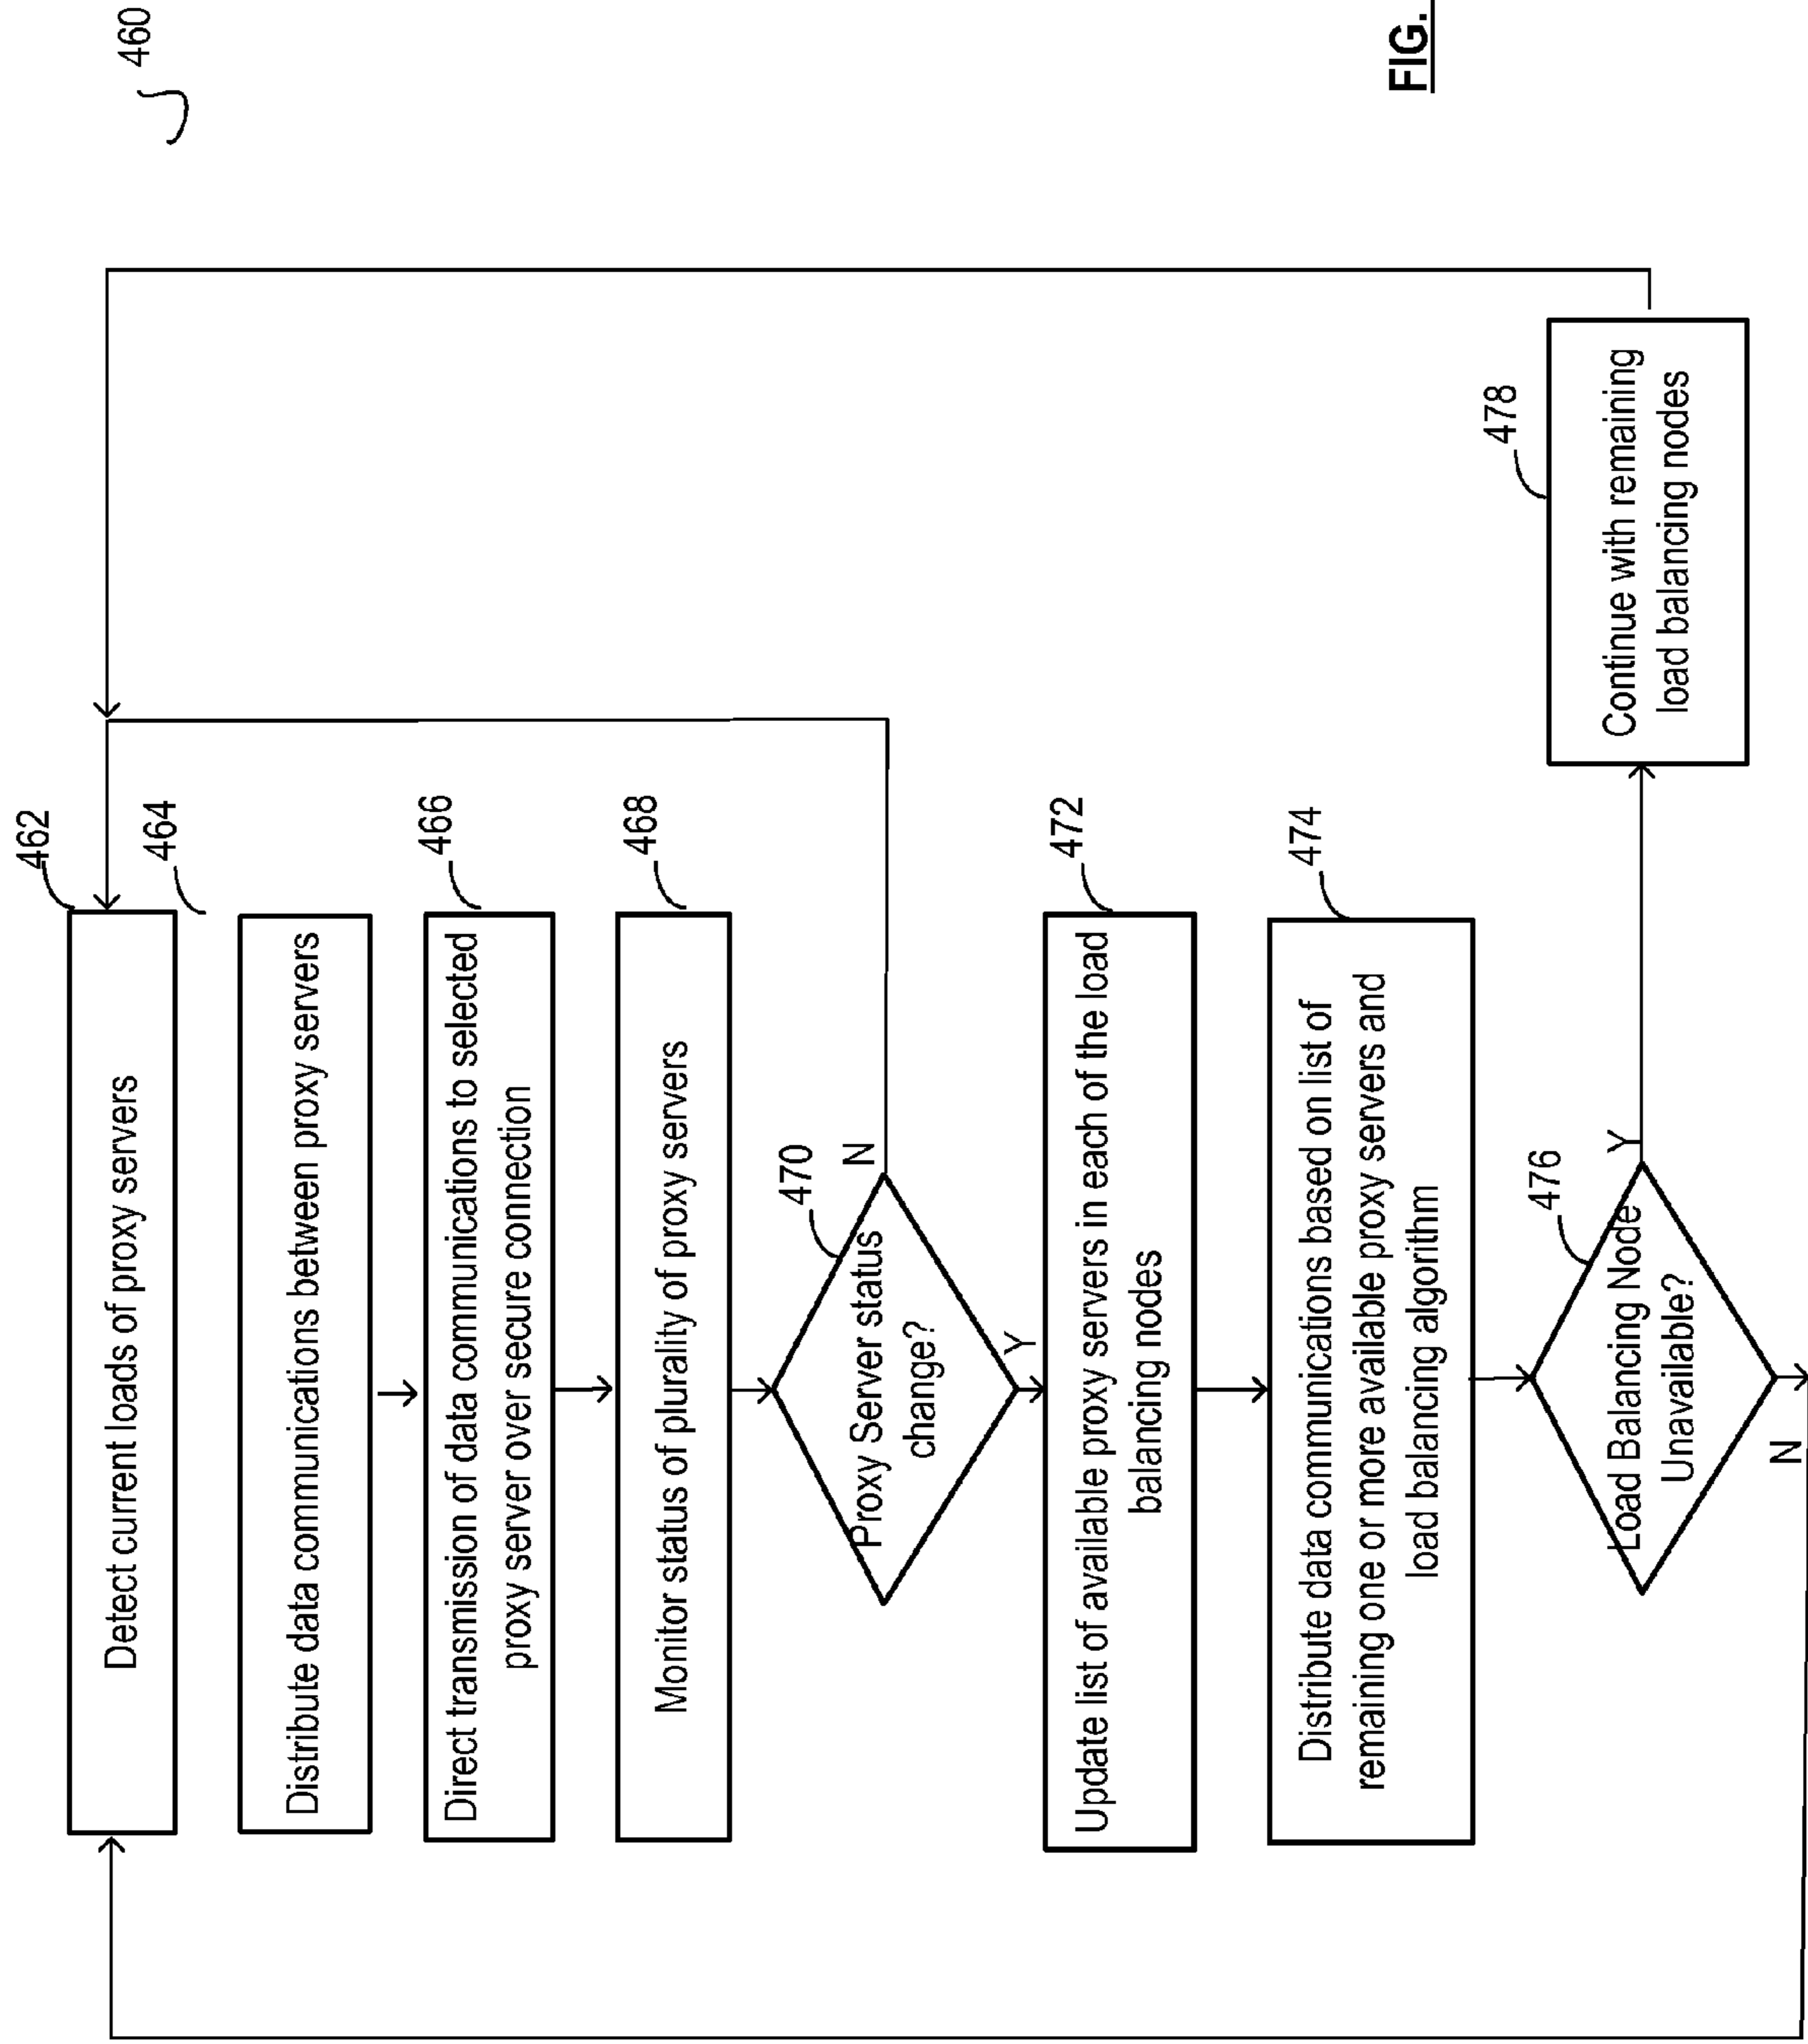 460
462
Detect current loads of proxy servers
464
Distribute data communications between proxy servers
466
Direct transmission of data communications to selected
proxy server over secure connection
468
Monitor status of plurality of proxy servers
470
Proxy Server status
change?
N
Y
472
Update list of available proxy servers in each of the load
balancing nodes
474
Distribute data communications based on list of
remaining one or more available proxy servers and
load balancing algorithm
476
Load Balancing Node
Unavailable?
Y
N
478
Continue with remaining
load balancing nodes
FIG.